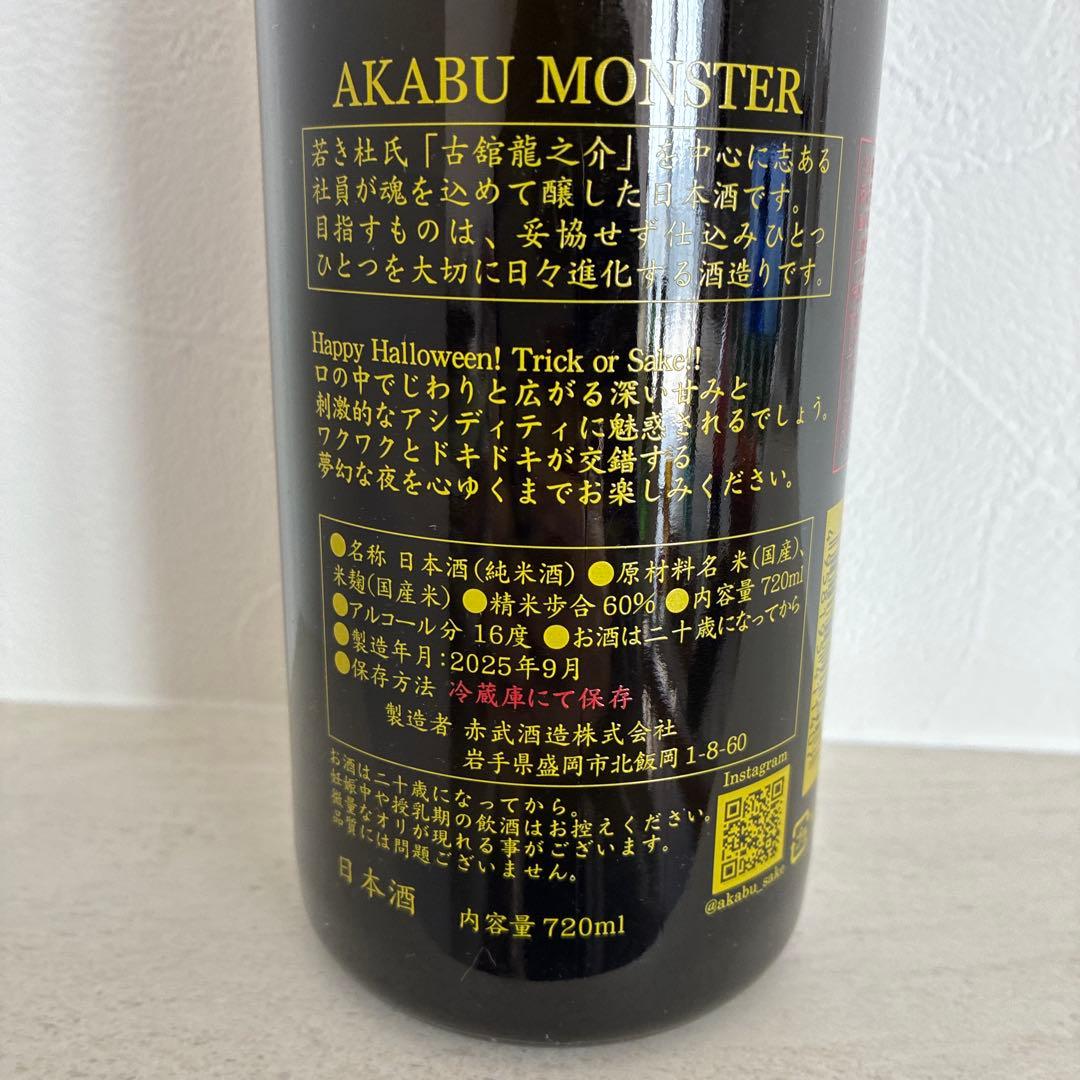 AKABU MONSTER
若き杜氏「古舘龍之介」を中心に志ある
社員が魂を込めて醸した日本酒です。
目指すものは、妥協せず仕込みひとつ
ひとつを大切に日々進化する酒造りです。
Happy Halloween! Trick or Sake!!
口の中でじわりと広がる深い甘みと
刺激的なアシディティに魅惑されるでしょう。
ワクワクとドキドキが交錯する
夢幻な夜を心ゆくまでお楽しみください。
●名称 日本酒(純米酒) ●原材料名 米(国産)、
米麹(国産米) ●精米歩合 60% ●内容量 720ml
●アルコール分 16度 ●お酒は二十歳になってから
●製造年月:2025年9月
●保存方法 冷蔵庫にて保存
製造者 赤武酒造株式会社
岩手県盛岡市北飯岡1-8-60
お酒は二十歳になってから。
妊娠中や授乳期の飲酒はお控えください。
微量なオリが現れる事がございます。
品質には問題ございません。
Instagram
@akabu_sake
日本酒
内容量 720ml